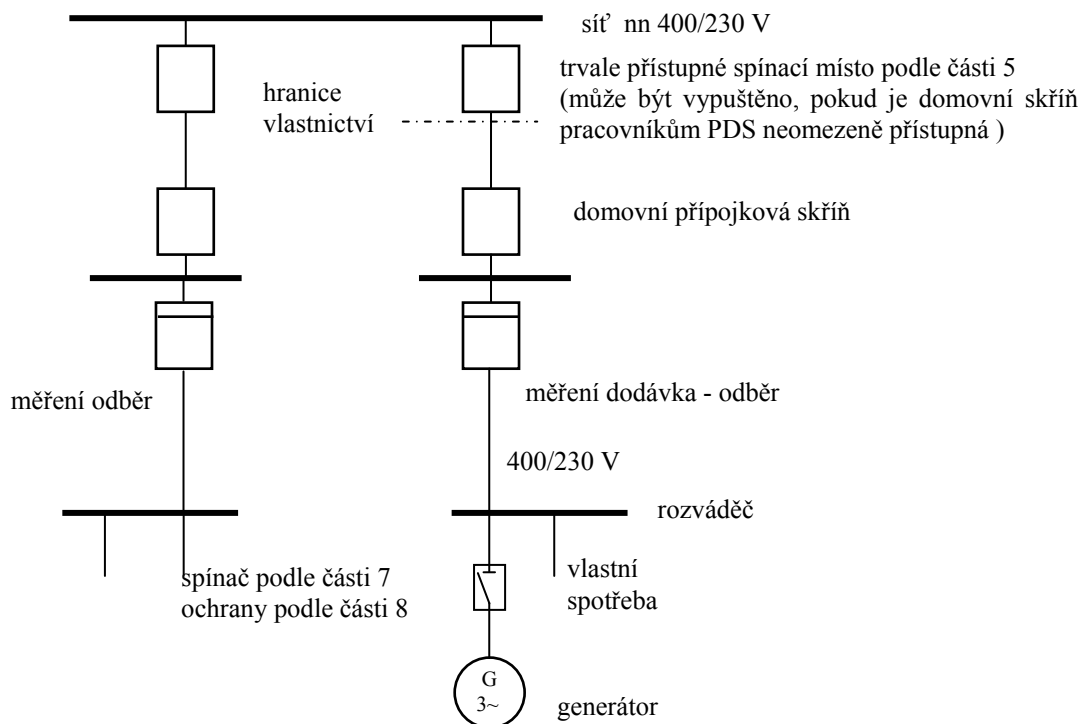 síť nn 400/230 V
trvale přístupné spínací místo podle části 5
(může být vypuštěno, pokud je domovní skříň
pracovníkům PDS neomezeně přístupná )
hranice
vlastnictví
domovní přípojková skříň
měření odběr
měření dodávka - odběr
400/230 V
rozváděč
spínač podle části 7
ochrany podle části 8
vlastní
spotřeba
G
3~
generátor